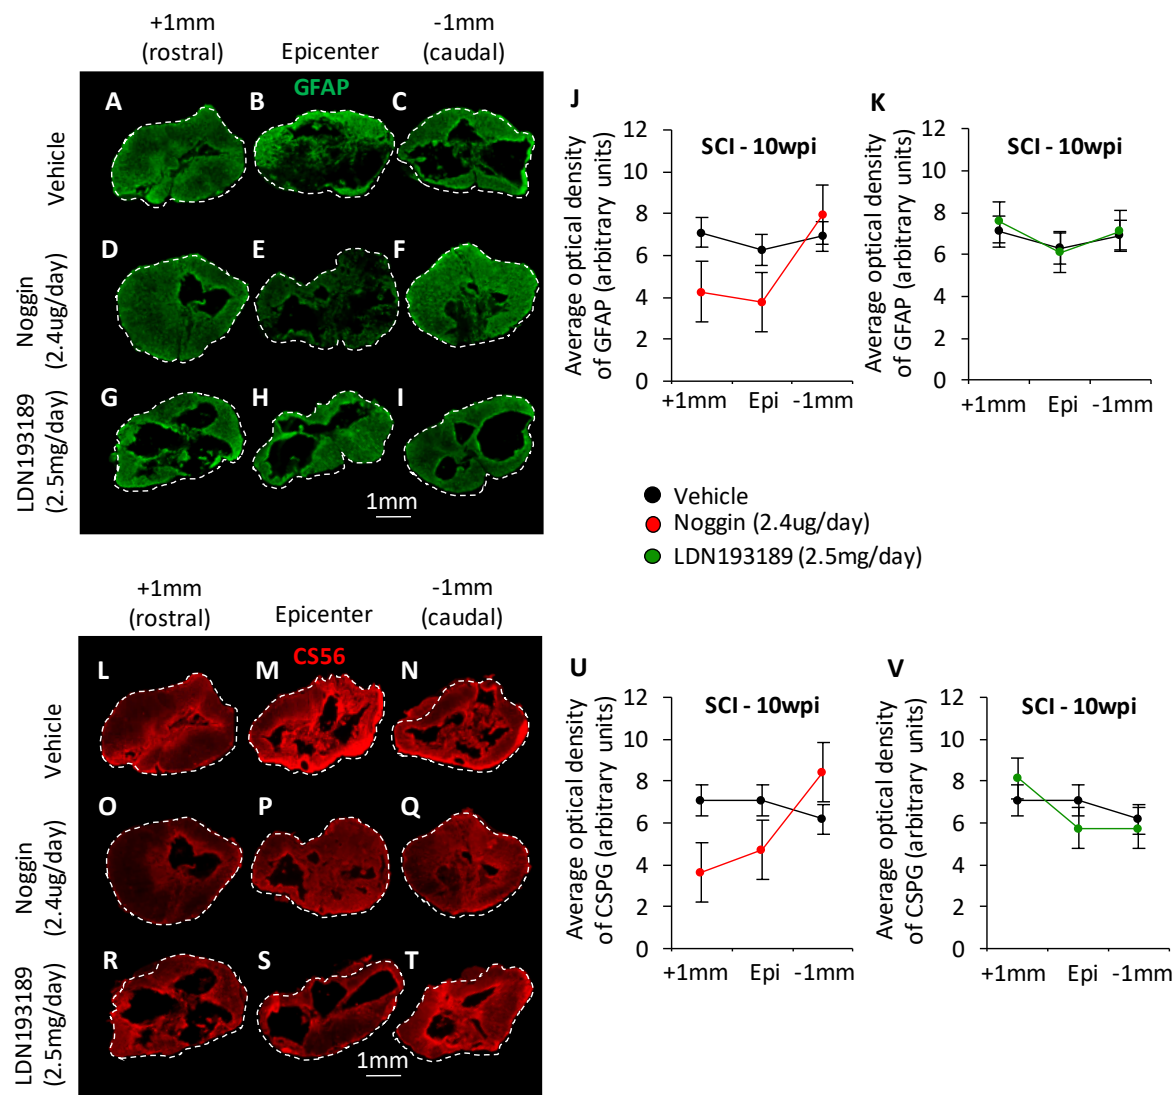 +1mm
(rostral)
Epicenter
-1mm
(caudal)
GFAP
A
B
C
Vehicle
D
E
F
Noggin
(2.4ug/day)
G
H
I
LDN193189
(2.5mg/day)
1mm
J
SCI - 10wpi
Average optical density
of GFAP (arbitrary units)
12
10
8
6
4
2
0
+1mm Epi -1mm
K
SCI - 10wpi
Average optical density
of GFAP (arbitrary units)
12
10
8
6
4
2
0
+1mm Epi -1mm
Vehicle
Noggin (2.4ug/day)
LDN193189 (2.5mg/day)
+1mm
(rostral)
Epicenter
-1mm
(caudal)
CS56
L
M
N
Vehicle
O
P
Q
Noggin
(2.4ug/day)
R
S
T
LDN193189
(2.5mg/day)
1mm
U
SCI - 10wpi
Average optical density
of CSPG (arbitrary units)
12
10
8
6
4
2
0
+1mm Epi -1mm
V
SCI - 10wpi
Average optical density
of CSPG (arbitrary units)
12
10
8
6
4
2
0
+1mm Epi -1mm